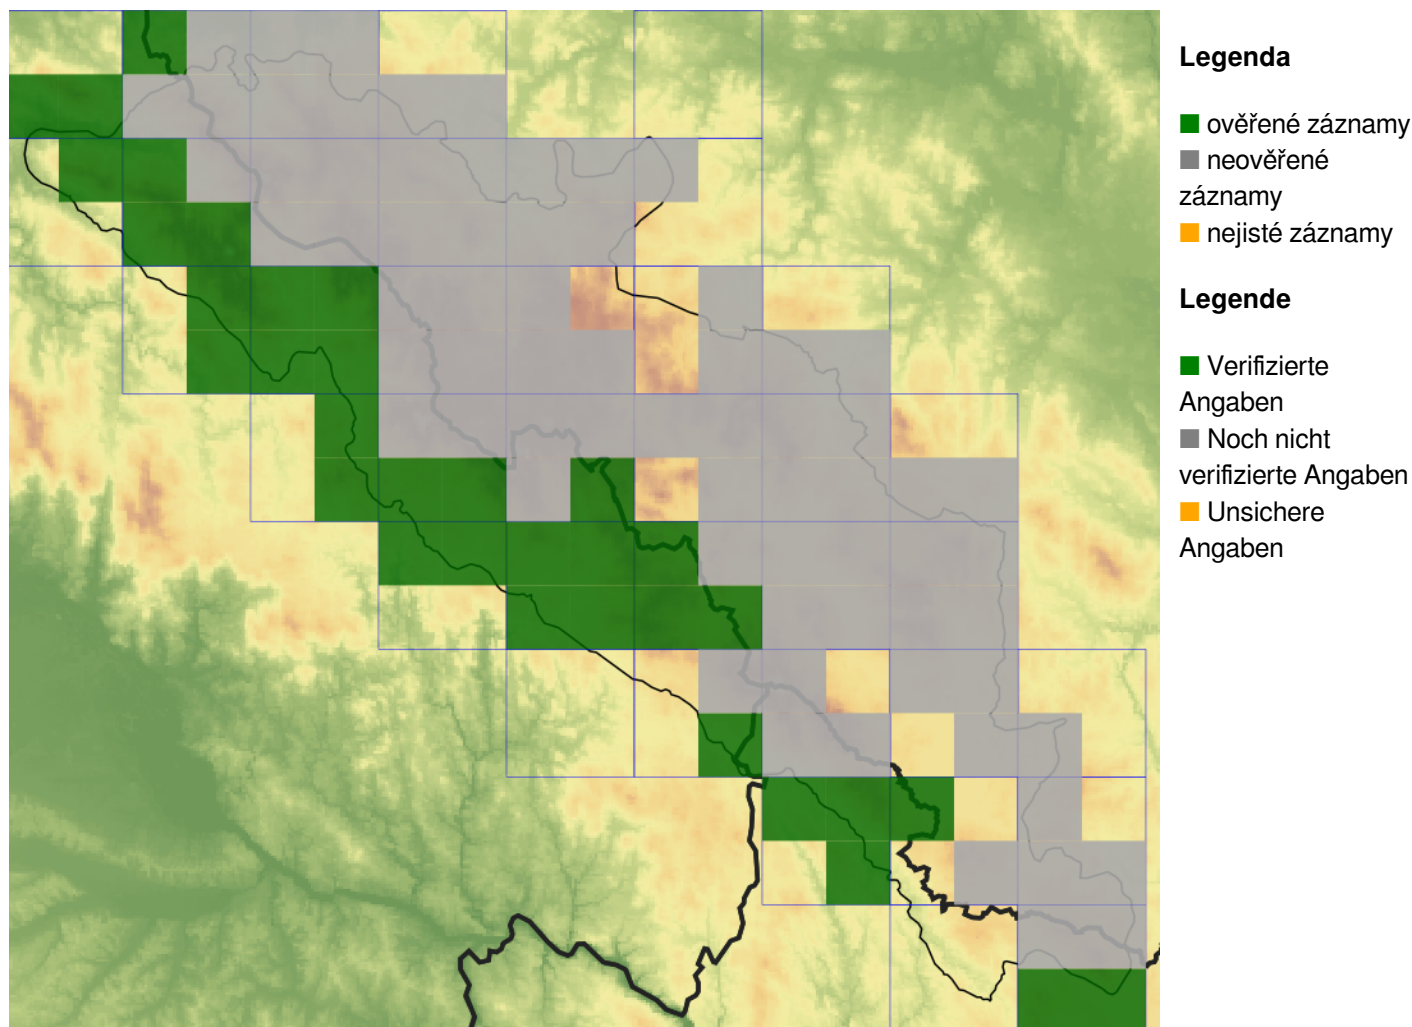 Legenda
ověřené záznamy
neověřené
záznamy
nejisté záznamy
Legende
Verifizierte
Angaben
Noch nicht
verifizierte Angaben
Unsichere
Angaben